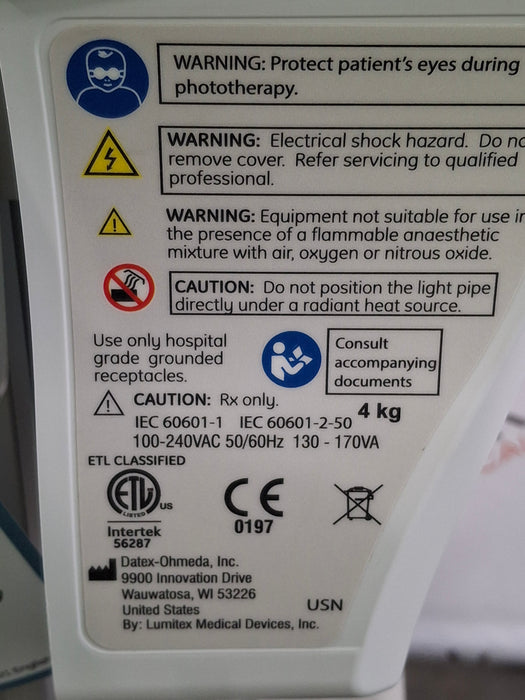 WARNING: Protect patient's eyes during
phototherapy.
WARNING: Electrical shock hazard. Do no
remove cover. Refer servicing to qualified
professional.
WARNING: Equipment not suitable for use in
the presence of a flammable anaesthetic
mixture with air, oxygen or nitrous oxide.
CAUTION: Do not position the light pipe
directly under a radiant heat source.
Use only hospital
grade grounded
receptacles.
Consult
accompanying
documents
CAUTION: Rx only.
4 kg
IEC 60601-1 IEC 60601-2-50
100-240VAC 50/60Hz 130 - 170VA
ETL CLASSIFIED
ETL
LISTED
US
Intertek
56287
CE
0197
Datex-Ohmeda, Inc.
9900 Innovation Drive
Wauwatosa, WI 53226
United States
By: Lumitex Medical Devices, Inc.
USN